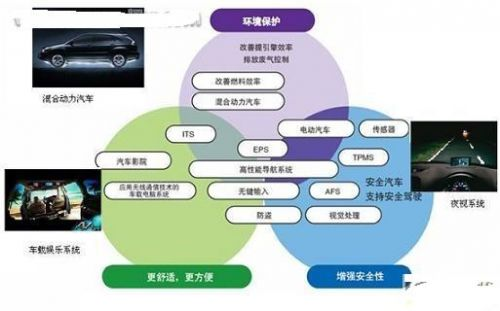 环境保护
改善提引擎效率
排放废气控制
改善燃料效率
混合动力汽车
混合动力汽车
ITS
电动汽车
传感器
EPS
汽车影院
高性能导航系统
TPMS
应用无线通信技术的
车载电脑系统
无键输入
AFS
安全汽车
支持安全驾驶
夜视系统
防盗
视觉处理
车载娱乐系统
更舒适，更方便
增强安全性